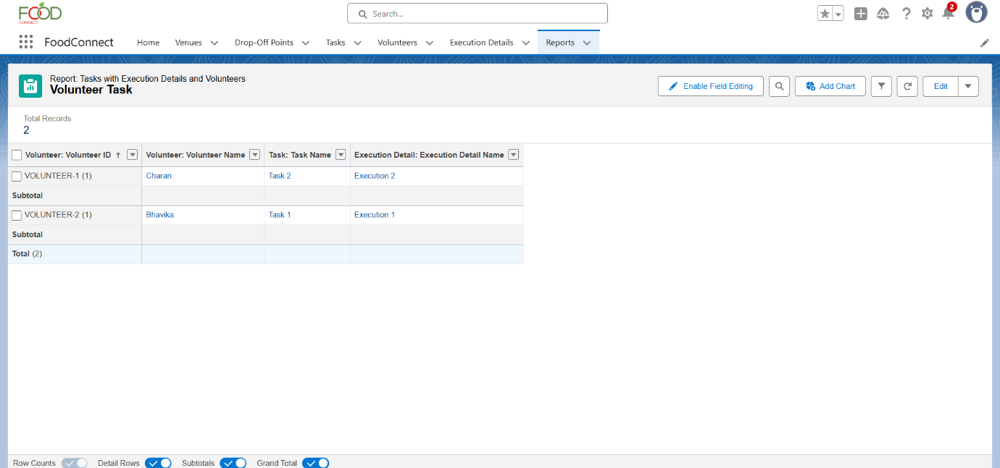 FOOD
CONNECT
Search...
2
FoodConnect
Home
Venues
Drop-Off Points
Tasks
Volunteers
Execution Details
Reports
Report: Tasks with Execution Details and Volunteers
Volunteer Task
Enable Field Editing
Add Chart
Edit
Total Records
2
Volunteer: Volunteer ID ↑ Volunteer: Volunteer Name Task: Task Name Execution Detail: Execution Detail Name
VOLUNTEER-1 (1) Charan Task 2 Execution 2
Subtotal
VOLUNTEER-2 (1) Bhavika Task 1 Execution 1
Subtotal
Total (2)
Row Counts Detail Rows Subtotals Grand Total